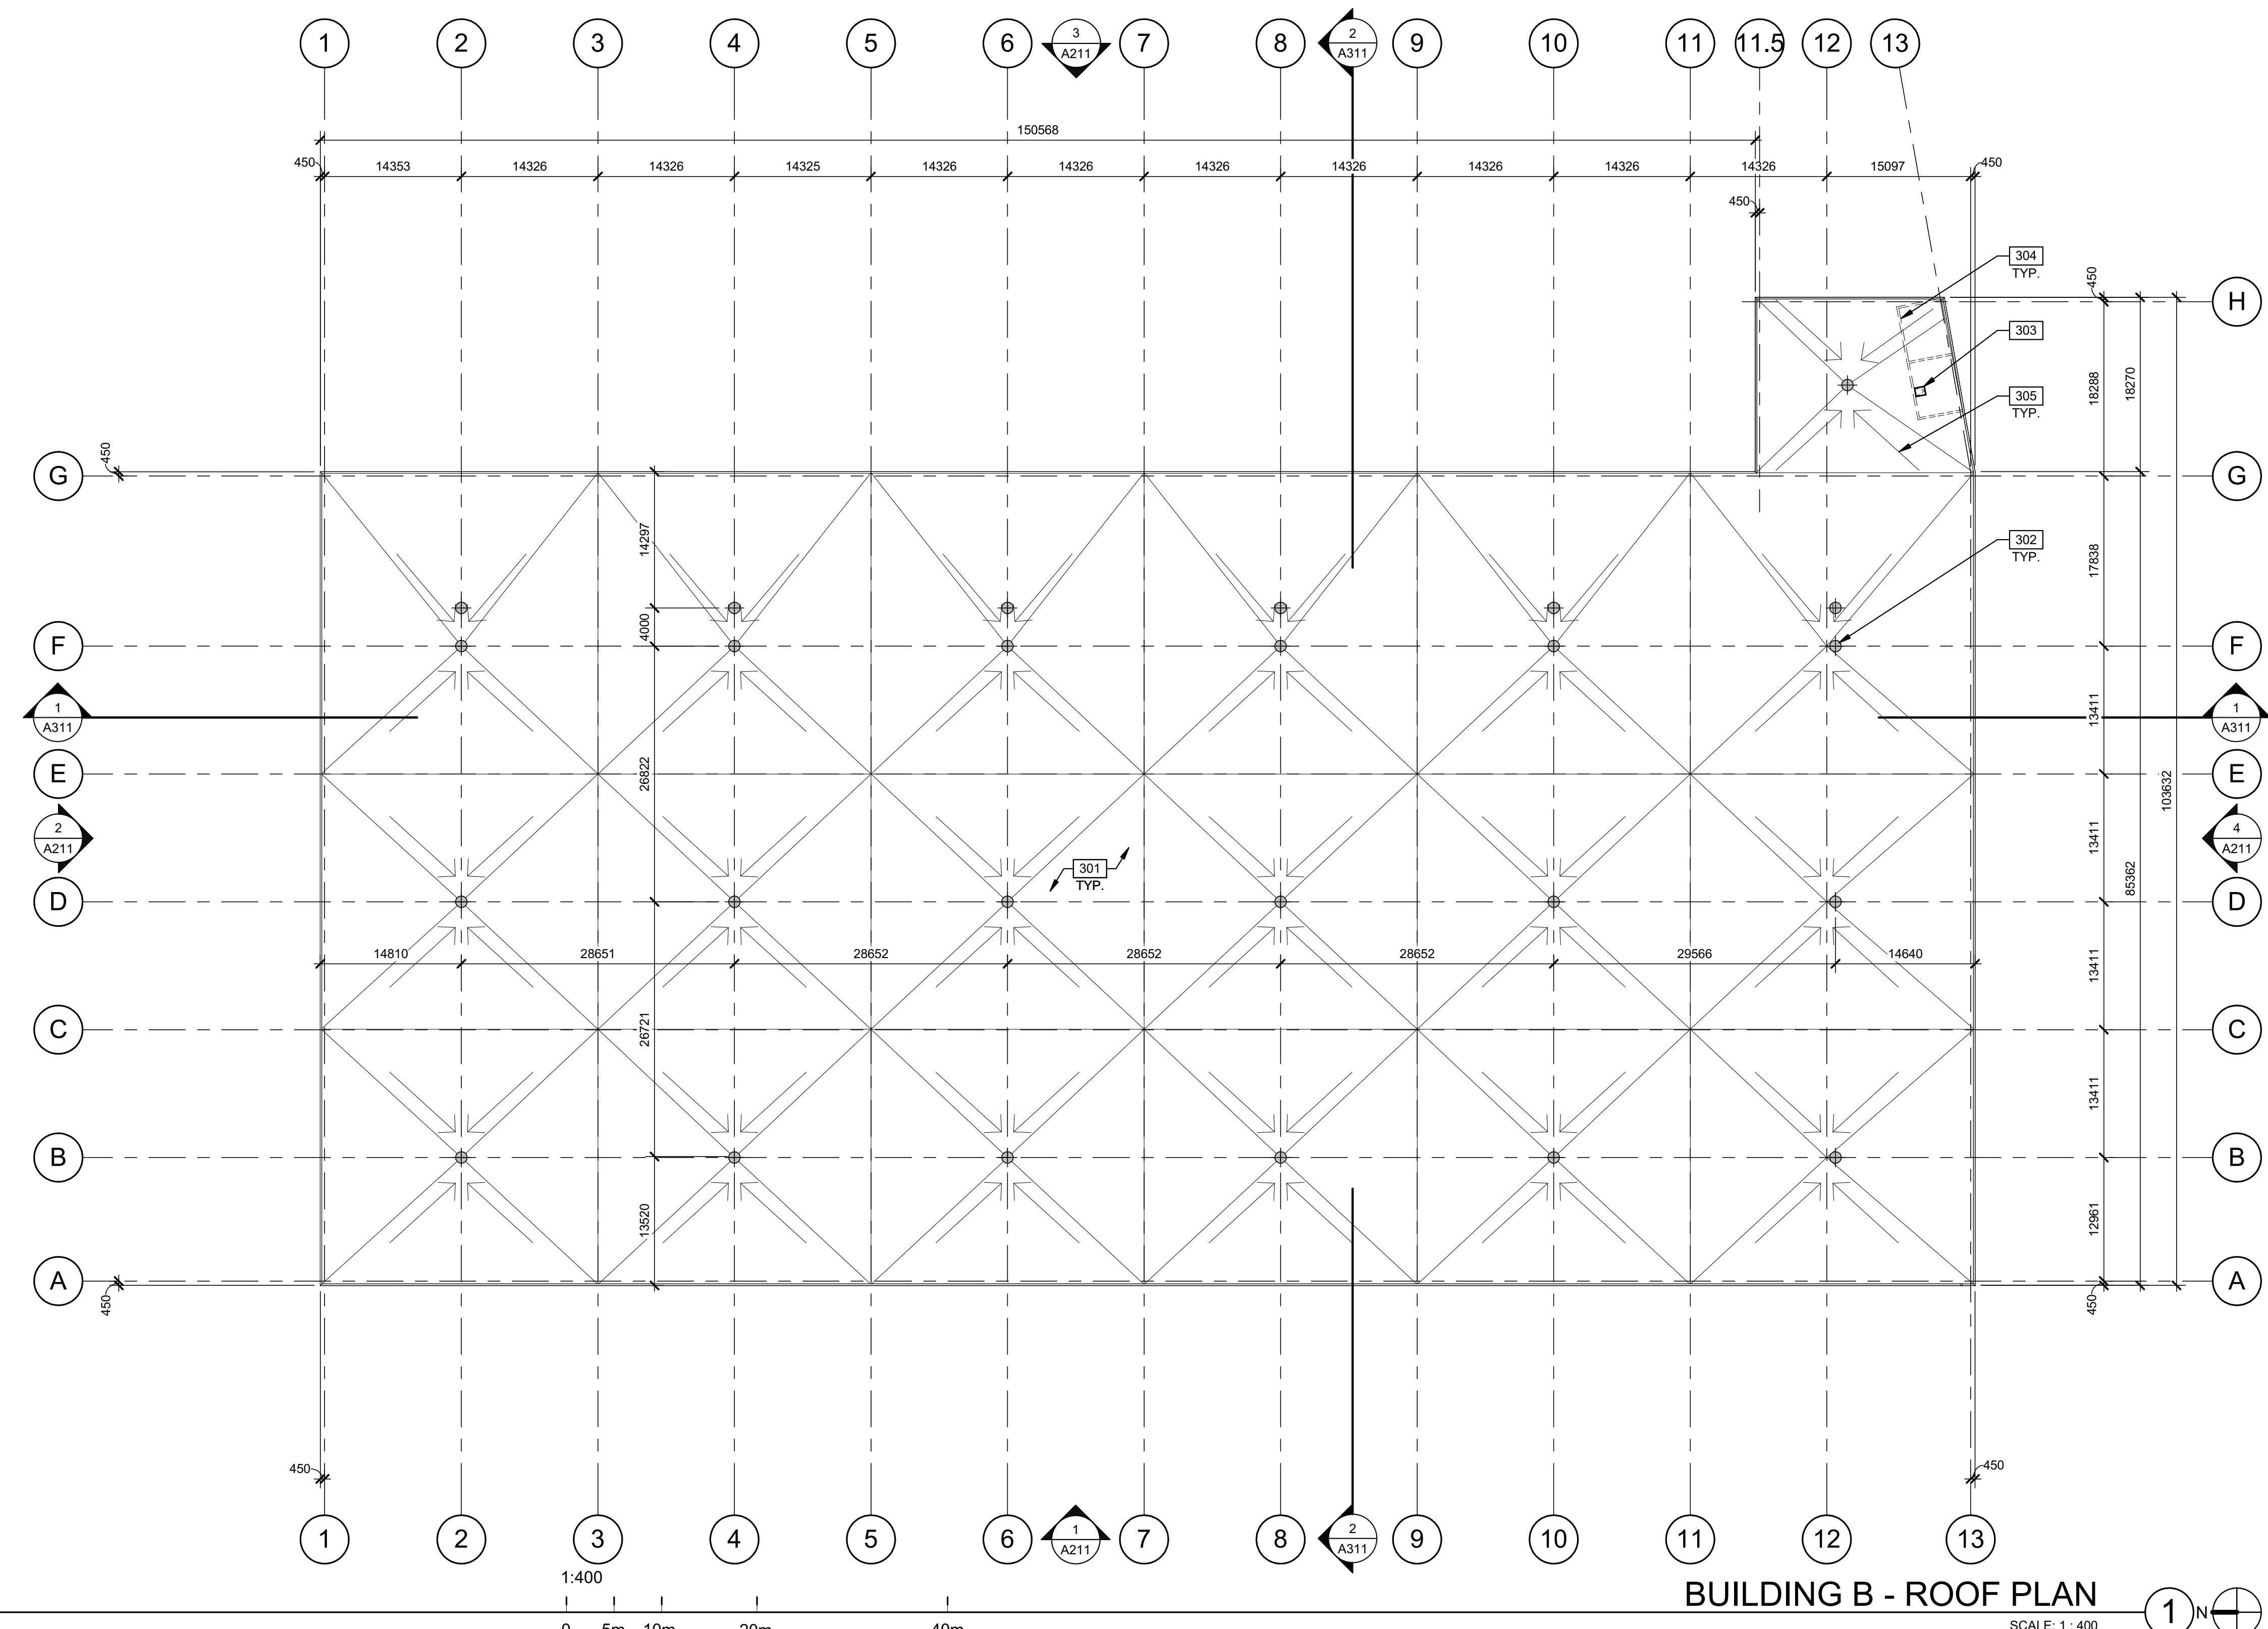 1 2 3 4 5 6 7 8 9 10 11 11.5 12 13
3
A211
2
A311
150568
450 14353 14326 14326 14325 14326 14326 14326 14326 14326 14326 14326 15097 450
450
304
TYP.
450
H
303
18288
18270
305
TYP.
450
G
G
14297
302
TYP.
17838
4000
F
F
1
A311
13411
1
A311
E
26822
E
103632
2
A211
13411
4
A211
301
TYP.
85362
D
D
14810 28651 28652 28652 28652 29566 14640
13411
C
26721
C
13411
B
B
13520
12961
A
A
450
450
450
450
1 2 3 4 5 6 7 8 9 10 11 12 13
1
A211
2
A311
1:400
BUILDING B - ROOF PLAN
1
N
SCALE: 1 : 400
0 5m 10m 20m 40m